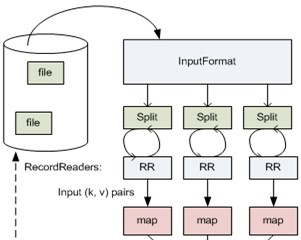 file
InputFormat
file
Split Split Split
RecordReaders:
RR RR RR
Input (k, v) pairs
map map map